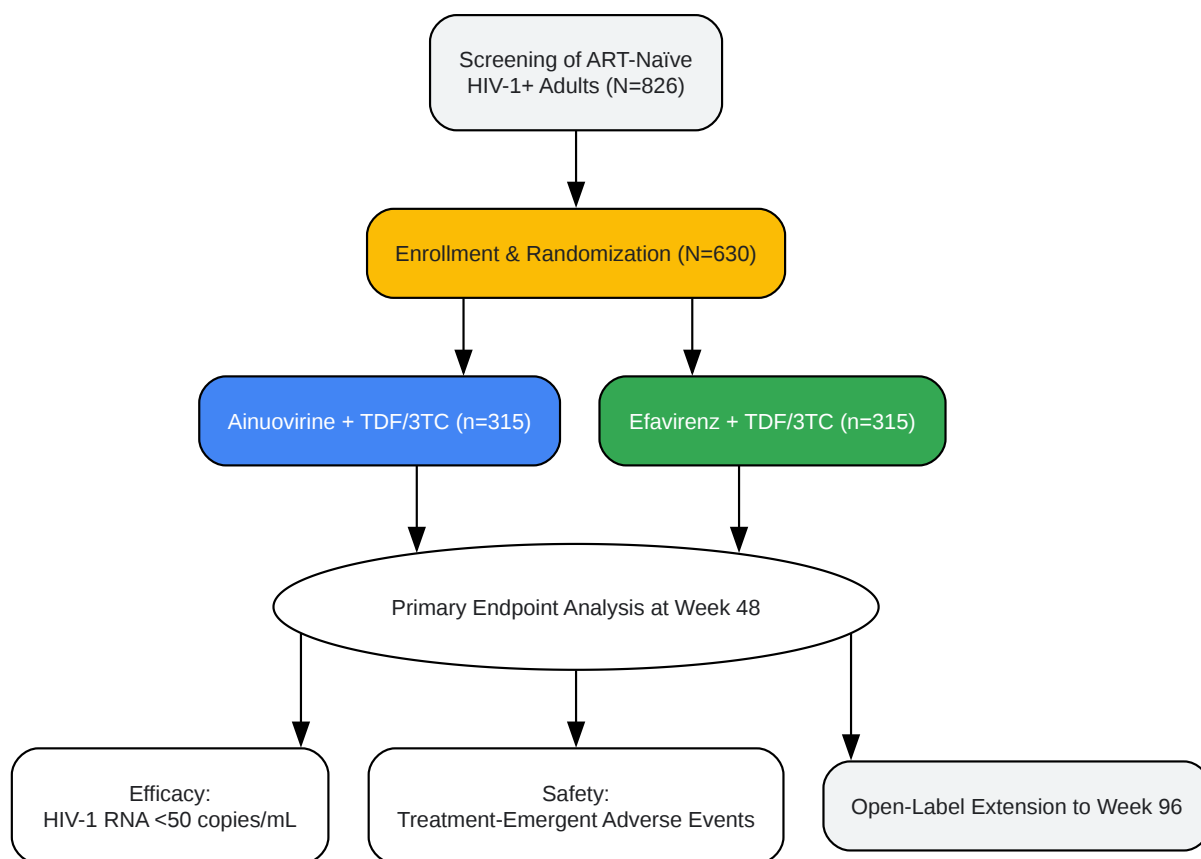 Screening of ART-Naïve
HIV-1+ Adults (N=826)
Enrollment & Randomization (N=630)
Ainuovirine + TDF/3TC (n=315)
Efavirenz + TDF/3TC (n=315)
Primary Endpoint Analysis at Week 48
Efficacy:
HIV-1 RNA <50 copies/mL
Safety:
Treatment-Emergent Adverse Events
Open-Label Extension to Week 96